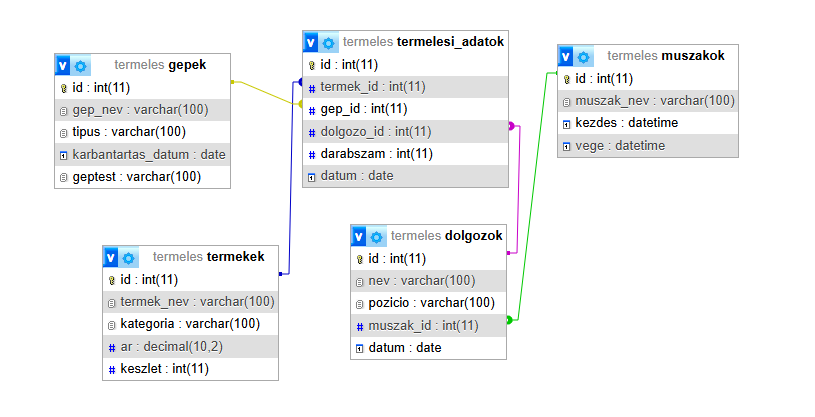 v termeles gepek
id : int(11)
# gep_nev : varchar(100)
tipus : varchar(100)
karbantartas_datum : date
geptest : varchar(100)
v termeles termelesi_adatok
id : int(11)
# termek_id : int(11)
# gep_id : int(11)
# dolgozo_id : int(11)
# darabszam : int(11)
datum : date
v termeles muszakok
id : int(11)
muszak_nev : varchar(100)
kezdes : datetime
vege : datetime
v termeles termekek
id : int(11)
termek_nev : varchar(100)
kategoria : varchar(100)
# ar : decimal(10,2)
# keszlet : int(11)
v termeles dolgozok
id : int(11)
nev : varchar(100)
pozicio : varchar(100)
# muszak_id : int(11)
datum : date